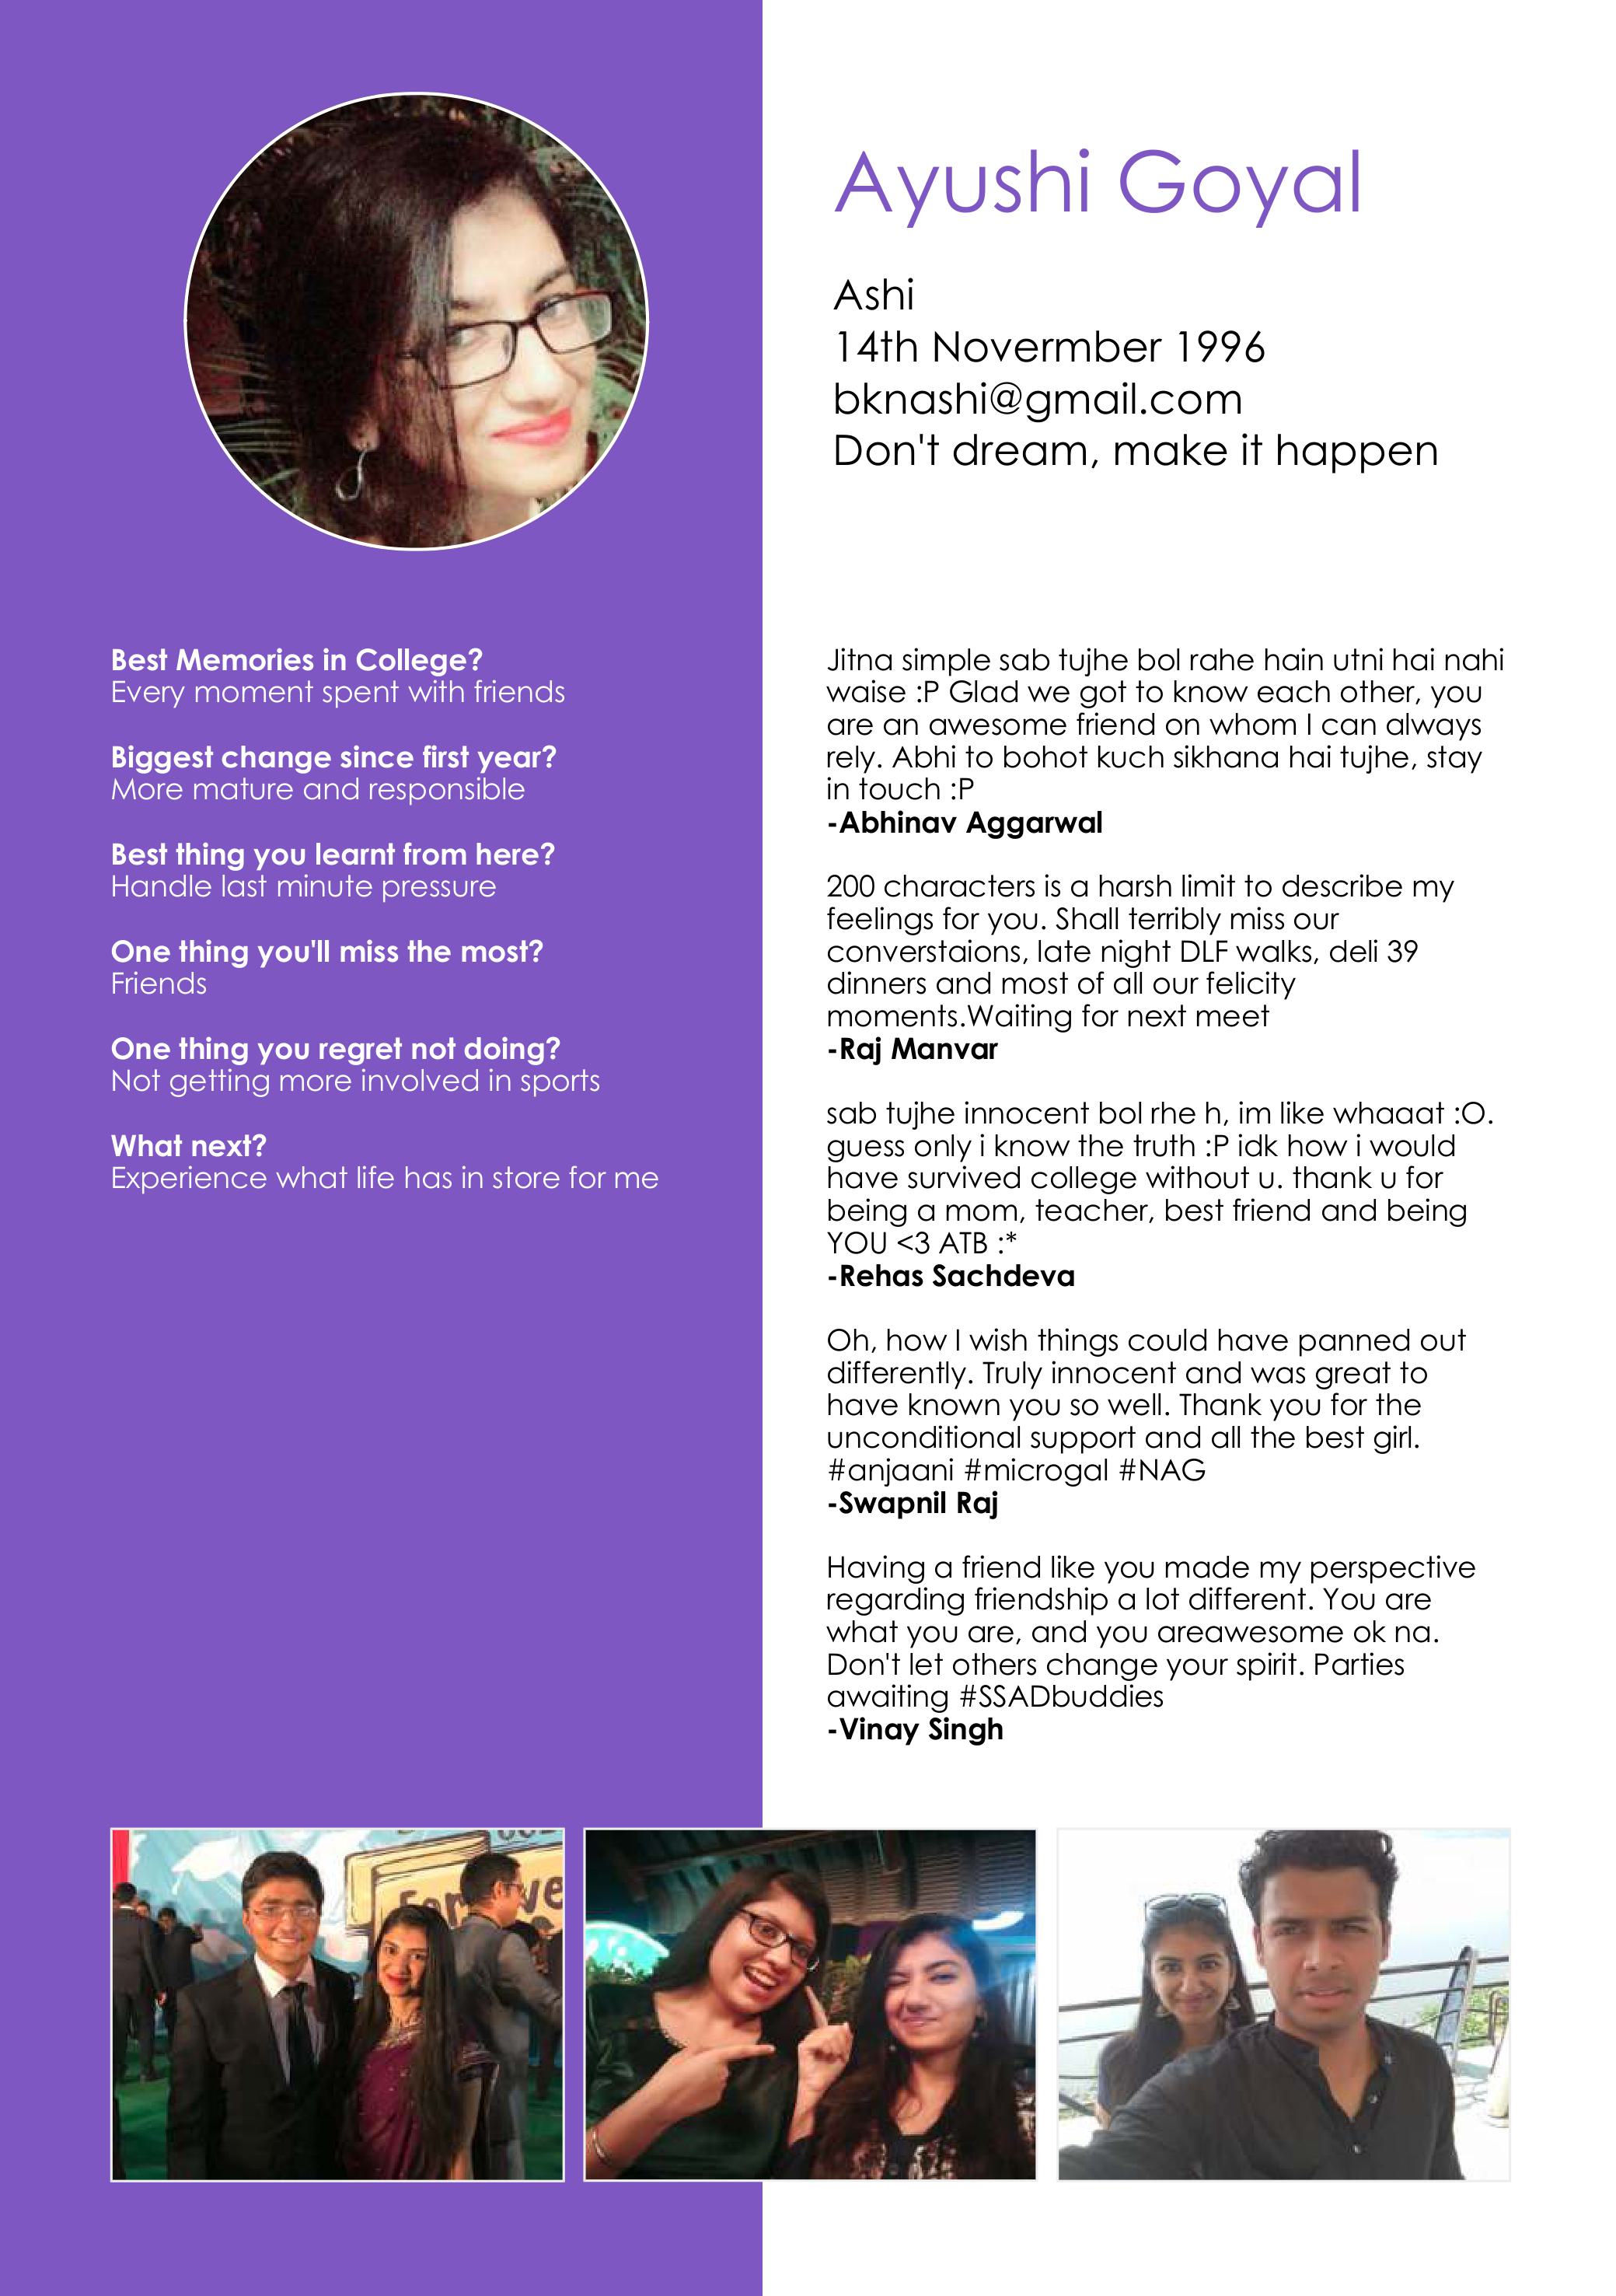 Ayushi Goyal
Ashi
14th Novermber 1996
bknashi@gmail.com
Don't dream, make it happen
Best Memories in College?
Every moment spent with friends
Biggest change since first year?
More mature and responsible
Best thing you learnt from here?
Handle last minute pressure
One thing you'll miss the most?
Friends
One thing you regret not doing?
Not getting more involved in sports
What next?
Experience what life has in store for me
Jitna simple sab tujhe bol rahe hain utni hai nahi
waise :P Glad we got to know each other, you
are an awesome friend on whom I can always
rely. Abhi to bohot kuch sikhana hai tujhe, stay
in touch :P
-Abhinav Aggarwal
200 characters is a harsh limit to describe my
feelings for you. Shall terribly miss our
converstaions, late night DLF walks, deli 39
dinners and most of all our felicity
moments.Waiting for next meet
-Raj Manvar
sab tujhe innocent bol rhe h, im like whaaat :O.
guess only i know the truth :P idk how i would
have survived college without u. thank u for
being a mom, teacher, best friend and being
YOU <3 ATB :*
-Rehas Sachdeva
Oh, how I wish things could have panned out
differently. Truly innocent and was great to
have known you so well. Thank you for the
unconditional support and all the best girl.
#anjaani #microgal #NAG
-Swapnil Raj
Having a friend like you made my perspective
regarding friendship a lot different. You are
what you are, and you areawesome ok na.
Don't let others change your spirit. Parties
awaiting #SSADbuddies
-Vinay Singh